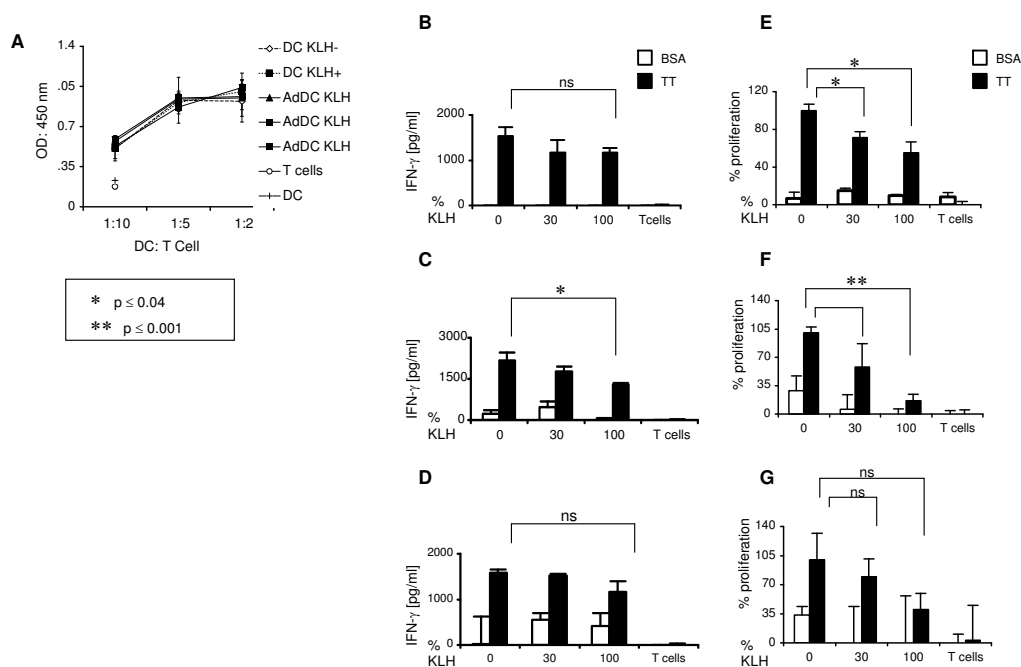 A
1.4
.05
0.7
.35
0
OD: 450 nm
1:10 1:5 1:2
DC: T Cell
DC KLH-
DC KLH+
AdDC KLH
AdDC KLH
AdDC KLH
T cells
DC
* p ≤ 0.04
** p ≤ 0.001
B
BSA
TT
ns
IFN-γ [pg/ml]
2000
1000
0
% KLH
0 30 100 Tcells
C
*
IFN-γ [pg/ml]
3000
1500
0
% KLH
0 30 100 T cells
D
ns
IFN-γ [pg/ml]
2000
1000
0
% KLH
0 30 100 T cells
E
BSA
TT
*
*
% proliferation
120
80
40
0
% KLH
0 30 100 T cells
F
**
% proliferation
140
105
70
35
0
% KLH
0 30 100 T cells
G
ns
ns
% proliferation
140
105
70
35
0
% KLH
0 30 100 T cells